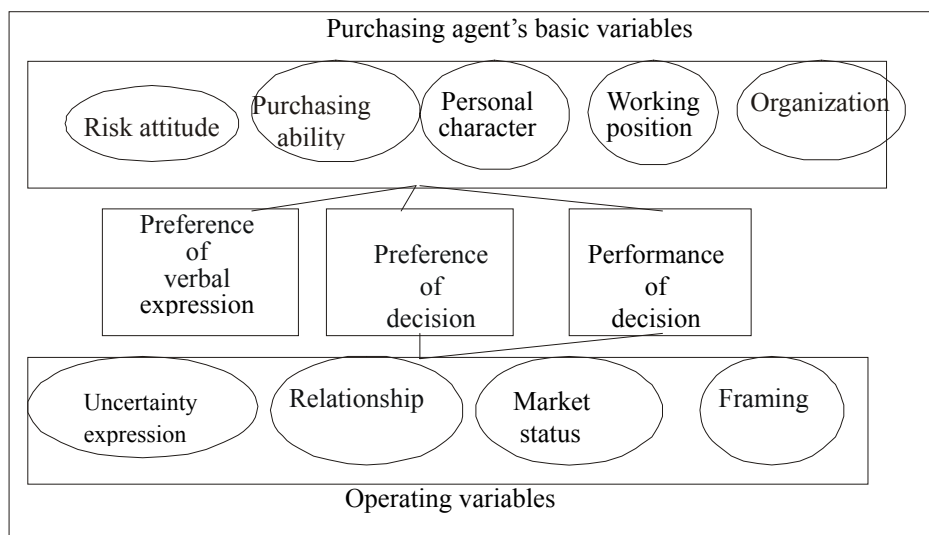 Purchasing agent’s basic variables
Risk attitude
Purchasing
ability
Personal
character
Working
position
Organization
Preference
of
verbal
expression
Preference
of
decision
Performance
of
decision
Uncertainty
expression
Relationship
Market
status
Framing
Operating variables